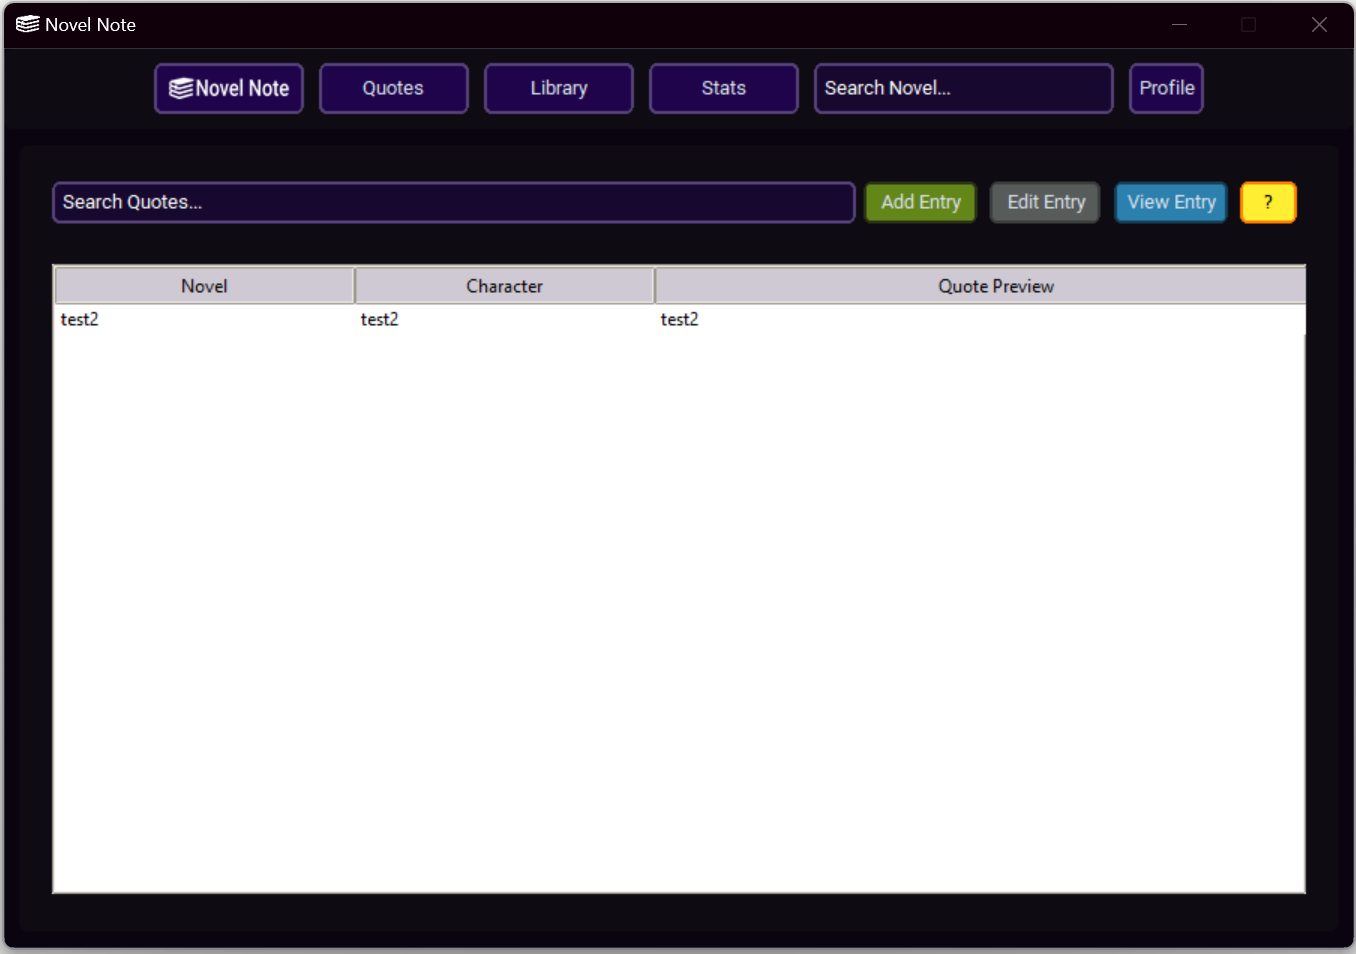 Novel Note
Novel Note Quotes Library Stats Search Novel... Profile
Search Quotes... Add Entry Edit Entry View Entry ?
Novel Character Quote Preview
test2 test2 test2